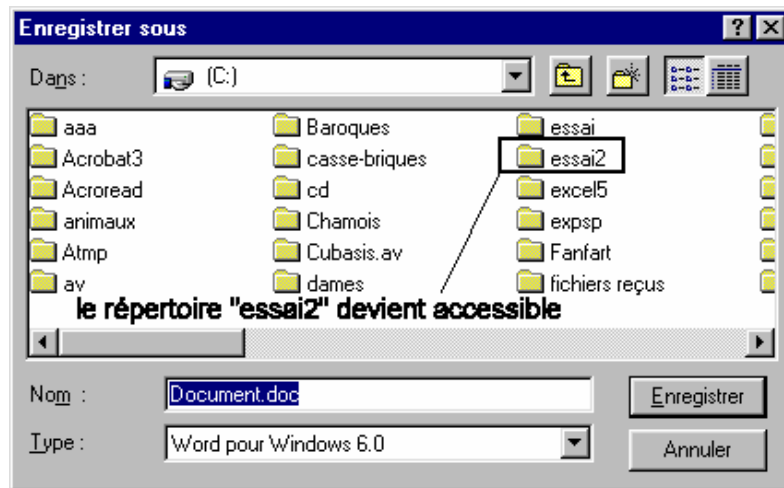 Enregistrer sous
Dans : (C:)
aaa Baroques essai
Acrobat3 casse-briques essai2
Acroread cd excel5
animaux Chamois expsp
Atmp Cubasis.av Fanfart
av dames fichiers reçus
le répertoire "essai2" devient accessible
Nom : Document.doc Enregistrer
Type : Word pour Windows 6.0 Annuler